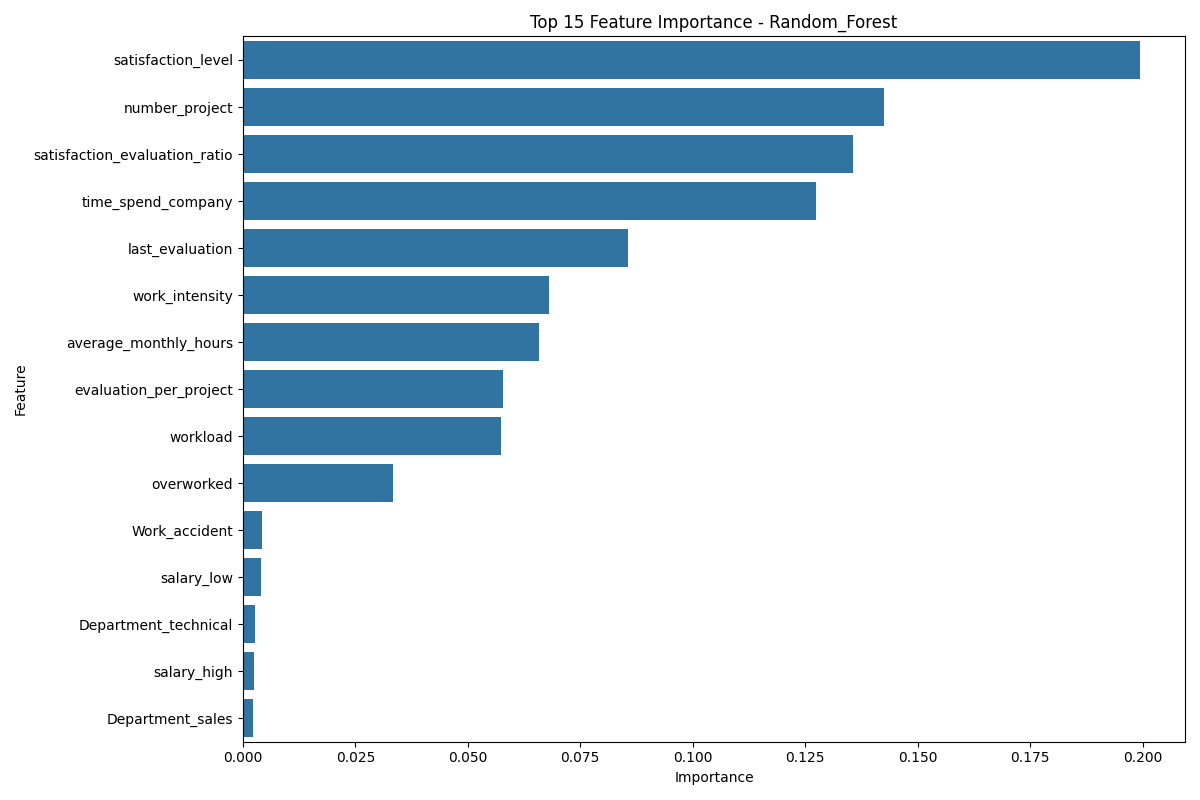 Top 15 Feature Importance - Random_Forest
satisfaction_level
number_project
satisfaction_evaluation_ratio
time_spend_company
last_evaluation
work_intensity
average_monthly_hours
evaluation_per_project
workload
overworked
Work_accident
salary_low
Department_technical
salary_high
Department_sales
Feature
0.000 0.025 0.050 0.075 0.100 0.125 0.150 0.175 0.200
Importance